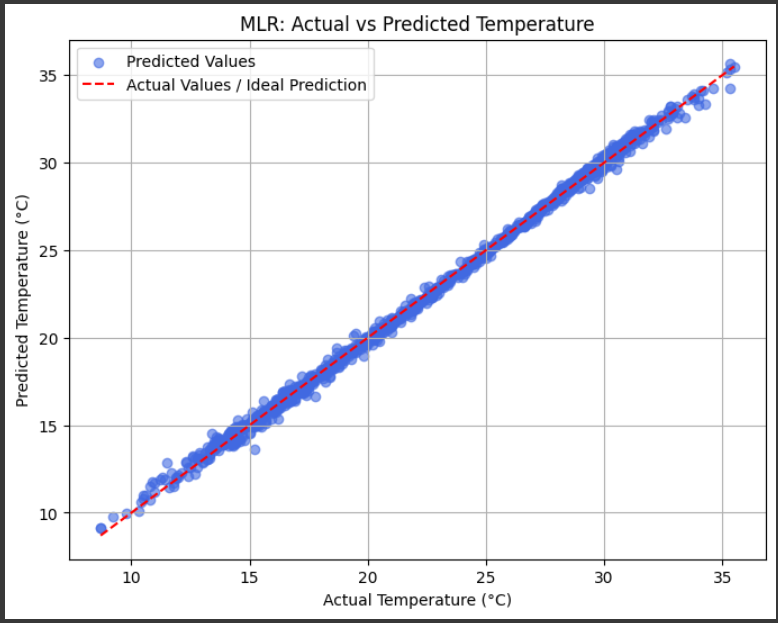 MLR: Actual vs Predicted Temperature
Predicted Values
Actual Values / Ideal Prediction
Predicted Temperature (°C)
35
30
25
20
15
10
10 15 20 25 30 35
Actual Temperature (°C)